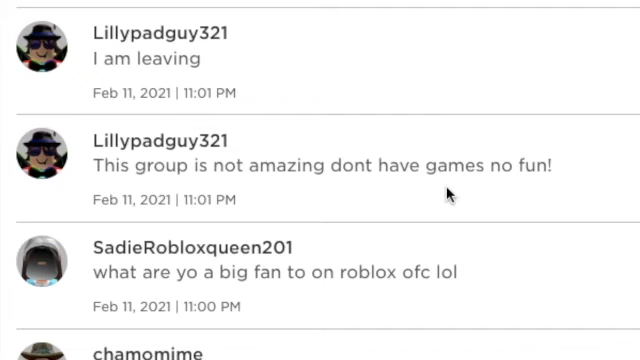 Lillypadguy321
I am leaving
Feb 11, 2021 | 11:01 PM
Lillypadguy321
This group is not amazing dont have games no fun!
Feb 11, 2021 | 11:01 PM
SadieRobloxqueen201
what are yo a big fan to on roblox ofc lol
Feb 11, 2021 | 11:00 PM
chamomime